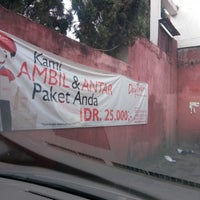 Kami
AMBIL & ANTAR
Paket Anda
IDR. 25.000,-